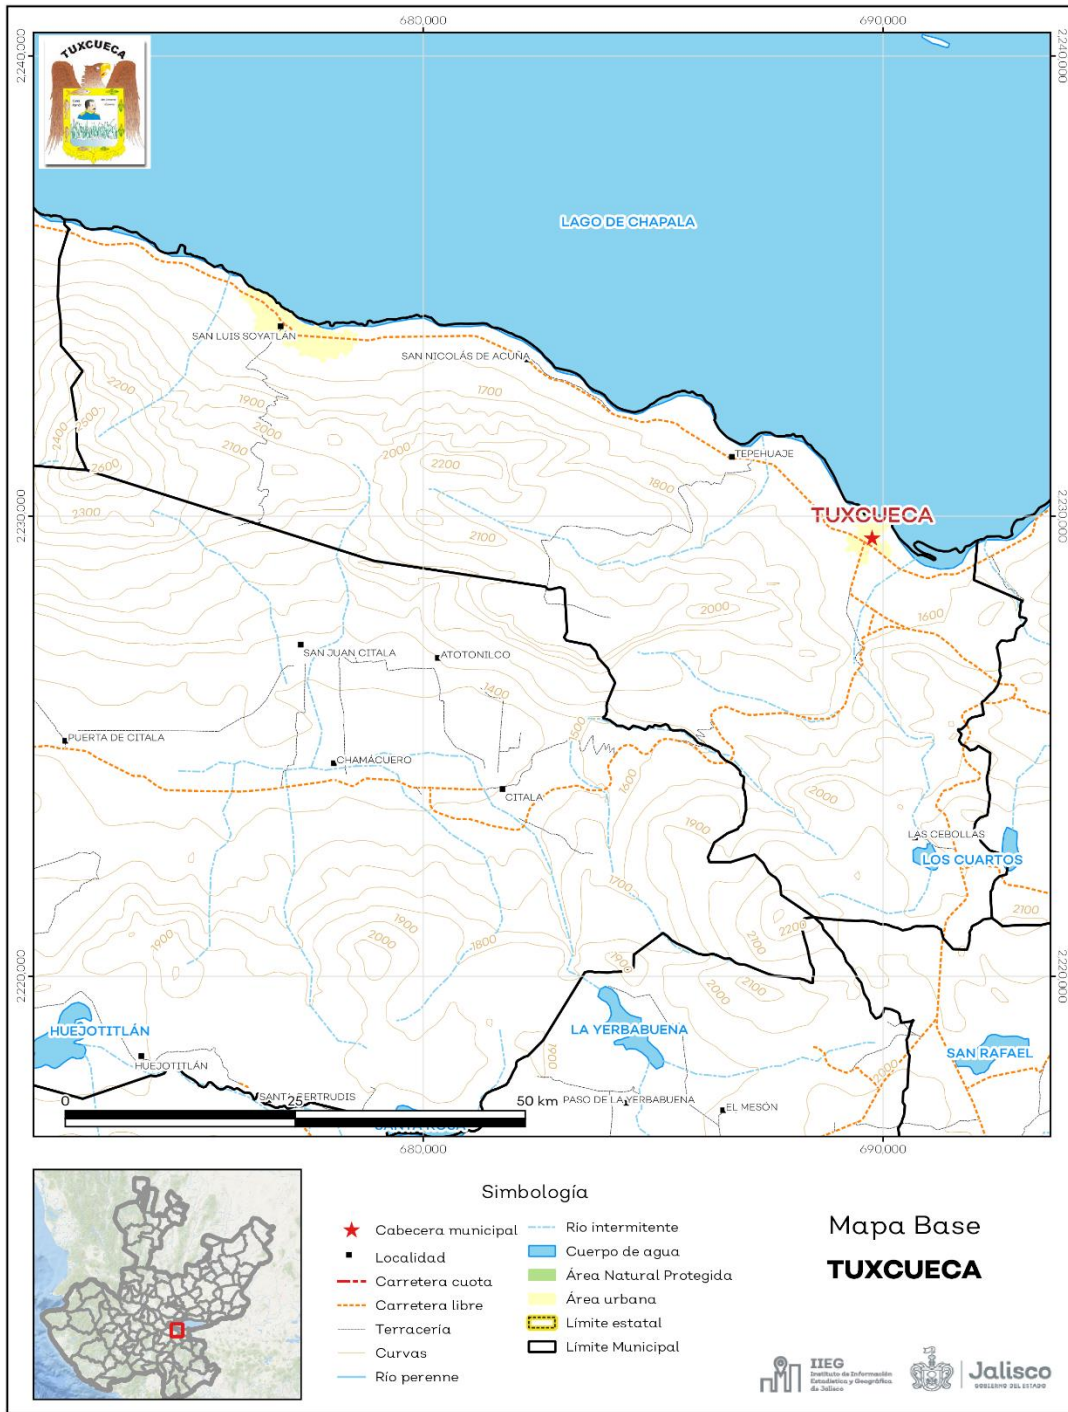 680,000
690,000
2,240,000
2,240,000
TUXCUECA
LAGO DE CHAPALA
SAN LUIS SOYATLÁN
SAN NICOLÁS DE ACUÑA
1700
2200
1900
2000
2600
2400
2100
2000
2200
1800
TEPEHUAJE
2600
2300
2100
TUXCUECA
2,230,000
2,230,000
2000
1600
SAN JUAN CITALA
ATOTONILCO
1400
1500
PUERTA DE CITALA
CHAMÁCUERO
1600
CITALA
2000
1900
LAS CEBOLLAS
LOS CUARTOS
1700
1900
2000
1800
1900
2200
2100
2100
1900
2000
2100
2,220,000
2,220,000
HUEJOTITLÁN
LA YERBABUENA
SAN RAFAEL
HUEJOTITLÁN
1900
2000
SANTA GERTRUDIS
PASO DE LA YERBABUENA
EL MESÓN
0
25
50 km
SANTA ROSA
680,000
690,000
Simbología
Cabecera municipal
Localidad
Carretera cuota
Carretera libre
Terracería
Curvas
Río perenne
Río intermitente
Cuerpo de agua
Área Natural Protegida
Área urbana
Límite estatal
Límite Municipal
Mapa Base
TUXCUECA
IIEG
Instituto de Información
Estadística y Geográfica
de Jalisco
Jalisco
GOBIERNO DEL ESTADO